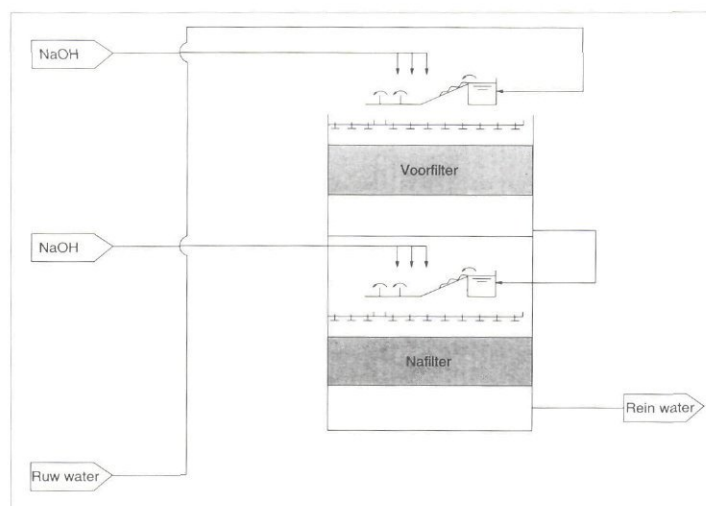 NaOH
Voorfilter
NaOH
Nafilter
Rein water
Ruw water